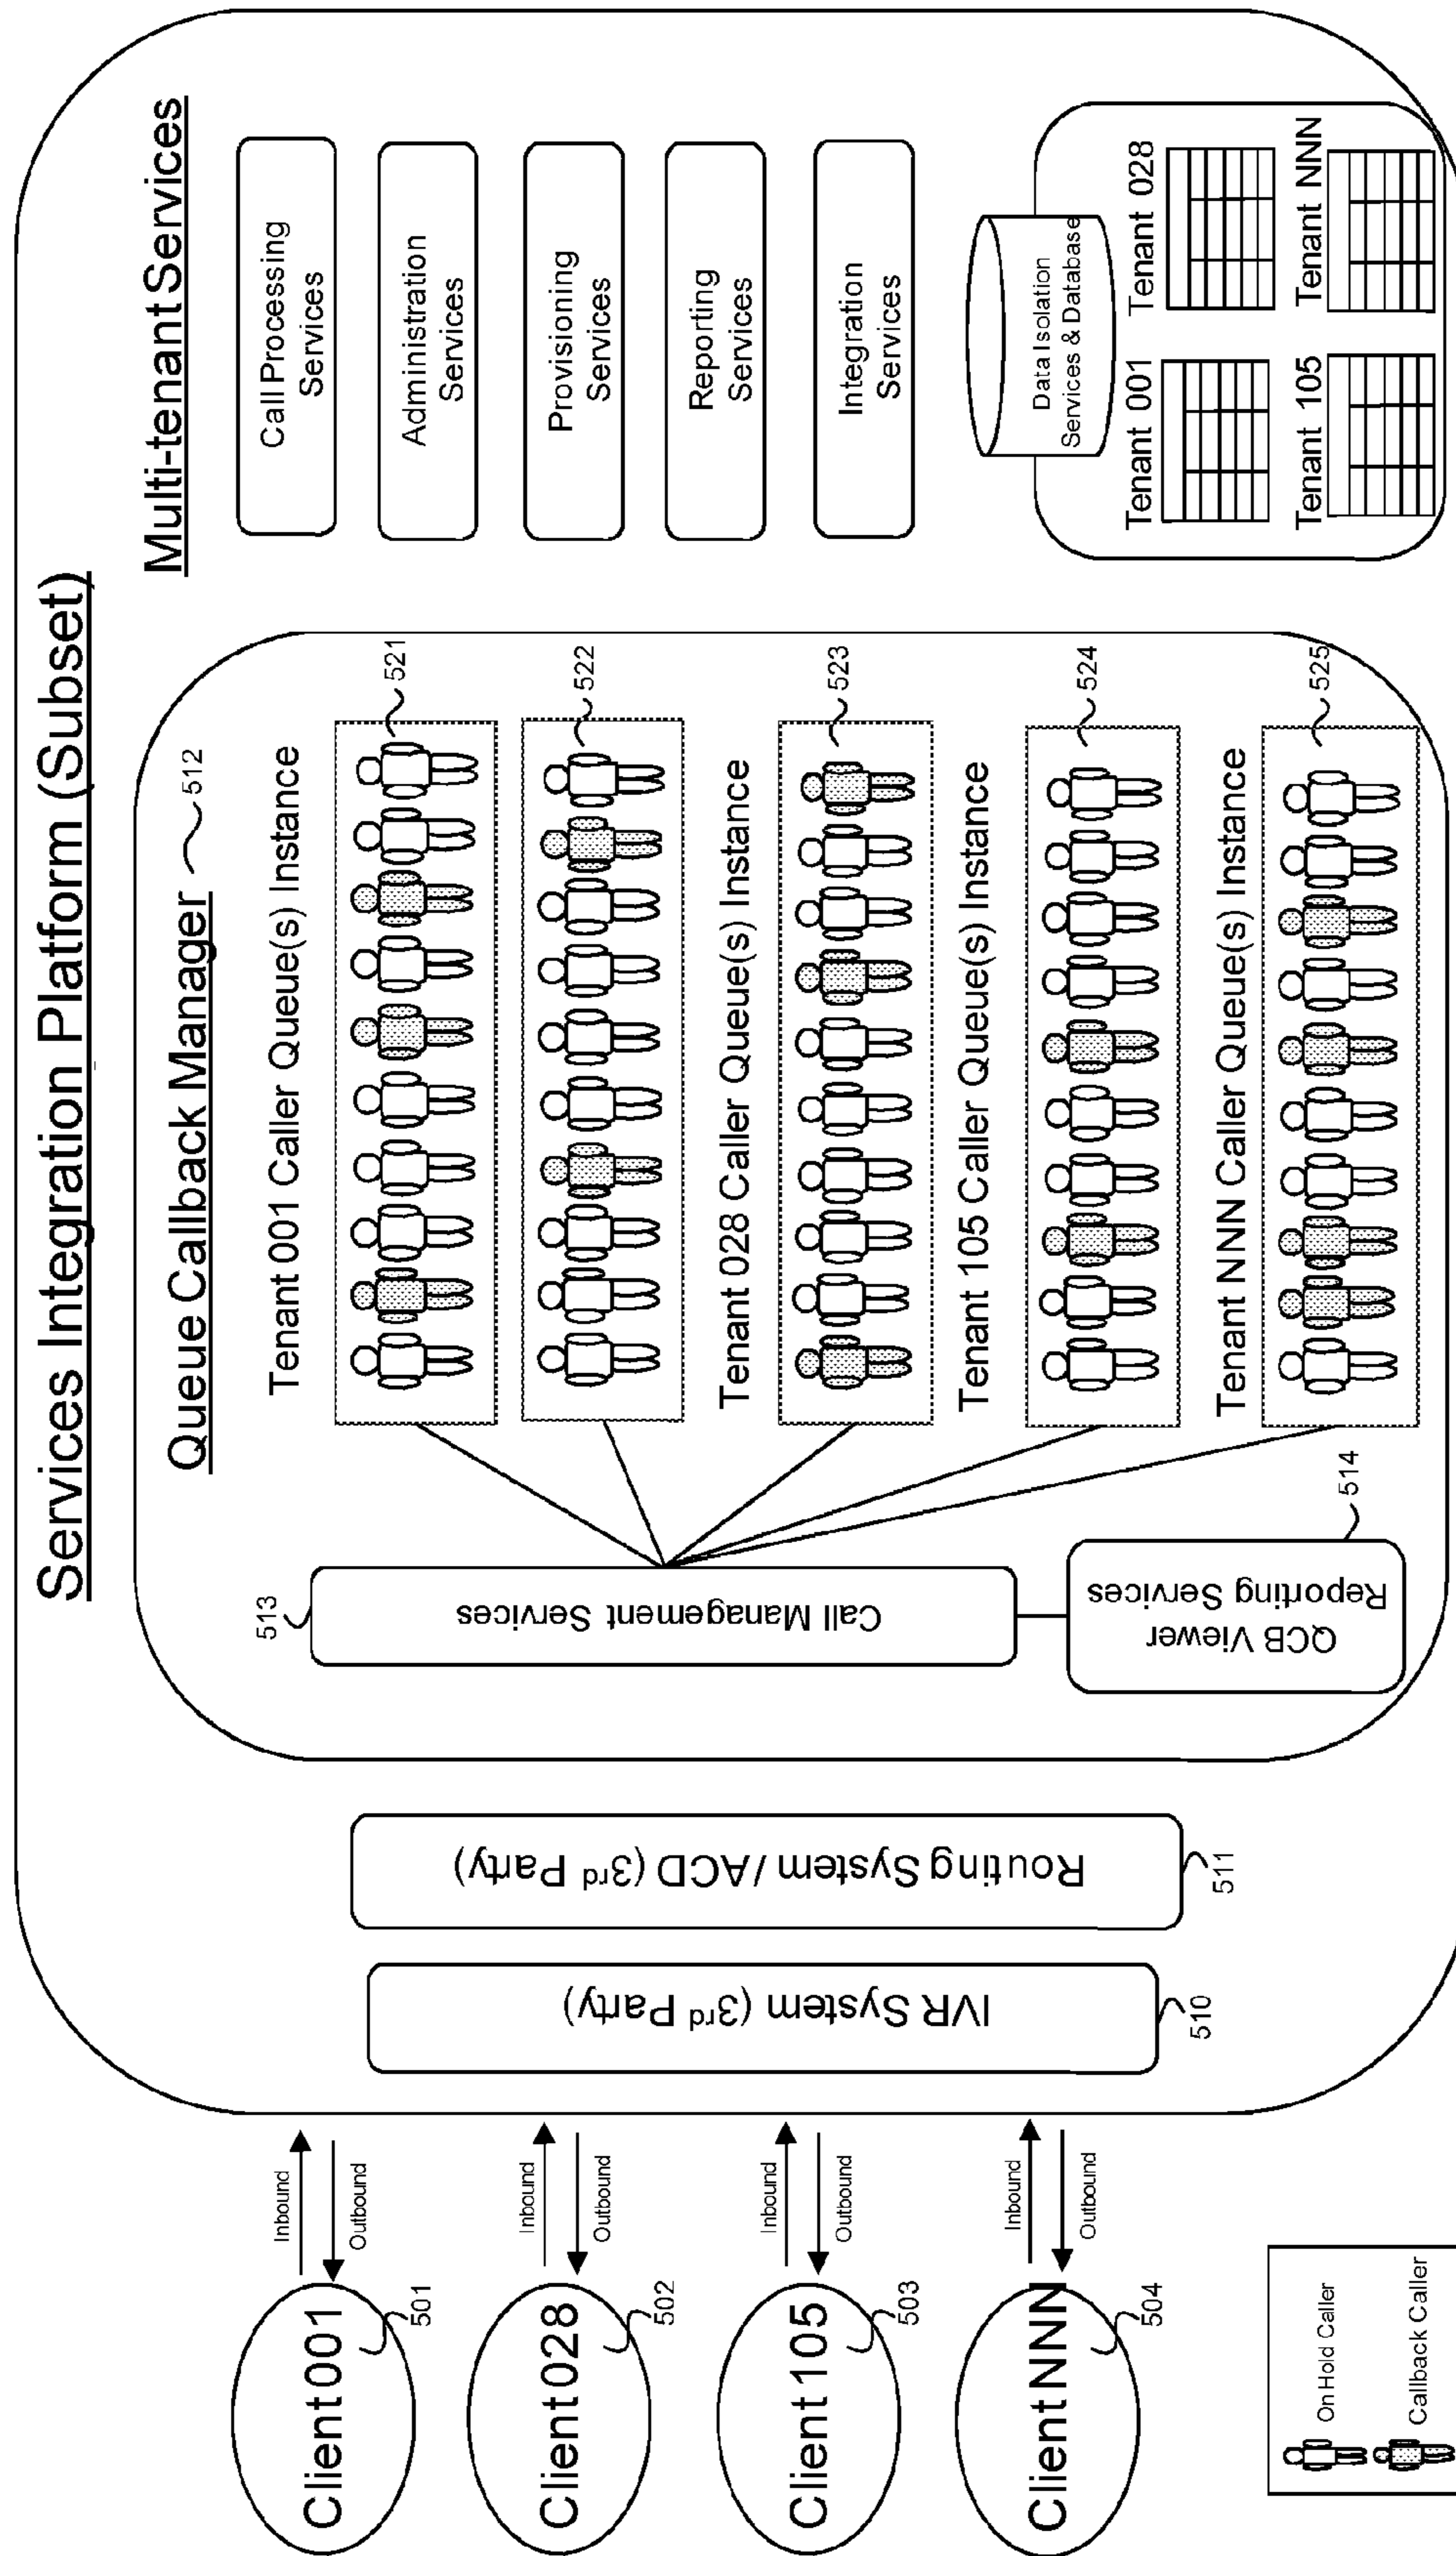 Services Integration Platform (Subset)
Queue Callback Manager
512
Multi-tenant Services
Client 001
501
Inbound
Outbound
Client 028
502
Inbound
Outbound
Client 105
503
Inbound
Outbound
Client NNN
504
Inbound
Outbound
IVR System (3rd Party)
510
Routing System / ACD (3rd Party)
511
513
Call Management Services
QCB Viewer
Reporting Services
514
Tenant 001 Caller Queue(s) Instance
521
522
Tenant 028 Caller Queue(s) Instance
523
Tenant 105 Caller Queue(s) Instance
524
Tenant NNN Caller Queue(s) Instance
525
Call Processing
Services
Administration
Services
Provisioning
Services
Reporting
Services
Integration
Services
Data Isolation
Services & Database
Tenant 001
Tenant 028
Tenant 105
Tenant NNN
On Hold Caller
Callback Caller